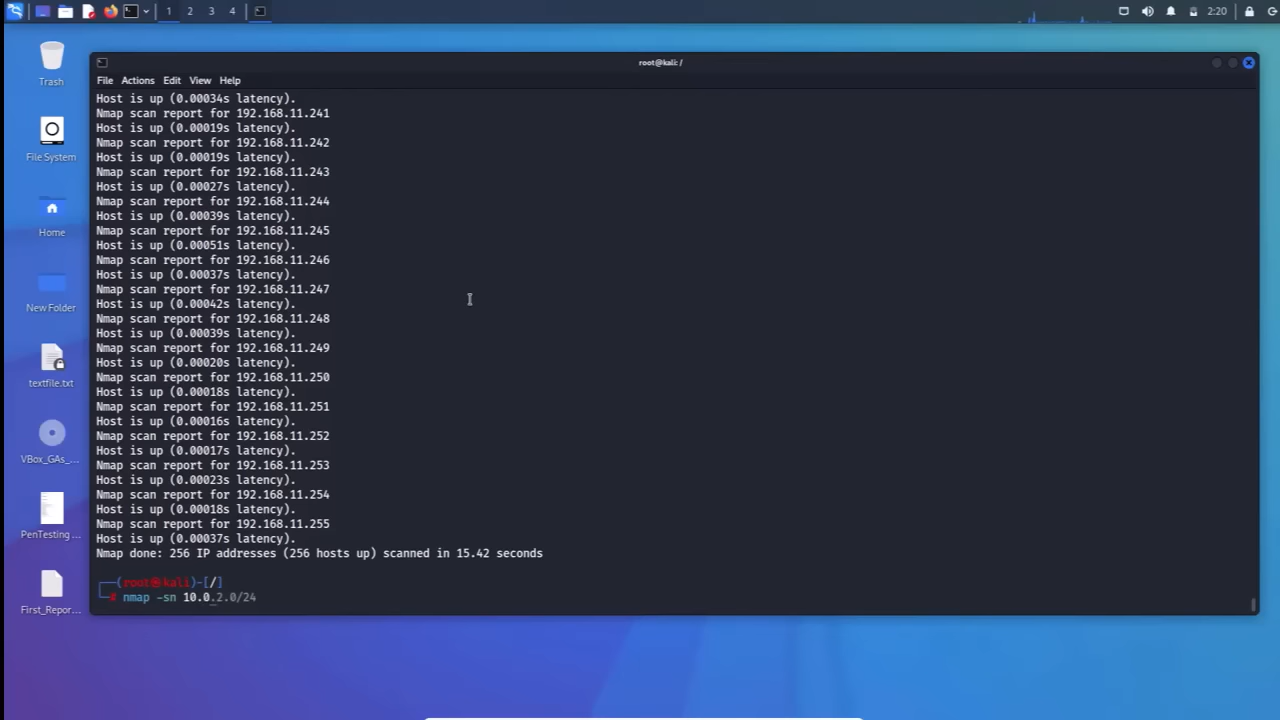 1 2 3 4
2:20
root@kali: /
File Actions Edit View Help
Host is up (0.00034s latency).
Nmap scan report for 192.168.11.241
Host is up (0.00019s latency).
Nmap scan report for 192.168.11.242
Host is up (0.00019s latency).
Nmap scan report for 192.168.11.243
Host is up (0.00027s latency).
Nmap scan report for 192.168.11.244
Host is up (0.00039s latency).
Nmap scan report for 192.168.11.245
Host is up (0.00051s latency).
Nmap scan report for 192.168.11.246
Host is up (0.00037s latency).
Nmap scan report for 192.168.11.247
Host is up (0.00042s latency).
Nmap scan report for 192.168.11.248
Host is up (0.00039s latency).
Nmap scan report for 192.168.11.249
Host is up (0.00020s latency).
Nmap scan report for 192.168.11.250
Host is up (0.00018s latency).
Nmap scan report for 192.168.11.251
Host is up (0.00016s latency).
Nmap scan report for 192.168.11.252
Host is up (0.00017s latency).
Nmap scan report for 192.168.11.253
Host is up (0.00023s latency).
Nmap scan report for 192.168.11.254
Host is up (0.00018s latency).
Nmap scan report for 192.168.11.255
Host is up (0.00037s latency).
Nmap done: 256 IP addresses (256 hosts up) scanned in 15.42 seconds
┌──(root㉿kali)-[/]
└─# nmap -sn 10.0.2.0/24
Trash
File System
Home
New Folder
textfile.txt
VBox_GAs_...
PenTesting ...
First_Repor...